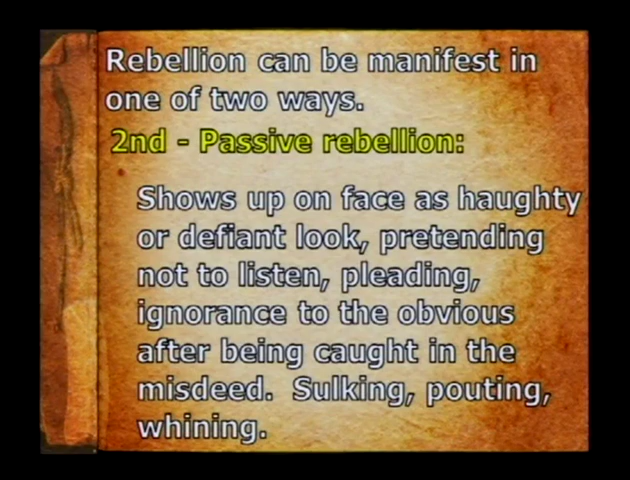 Rebellion can be manifest in
one of two ways.
2nd - Passive rebellion:
Shows up on face as haughty
or defiant look, pretending
not to listen, pleading,
ignorance to the obvious
after being caught in the
misdeed. Sulking, pouting,
whining.